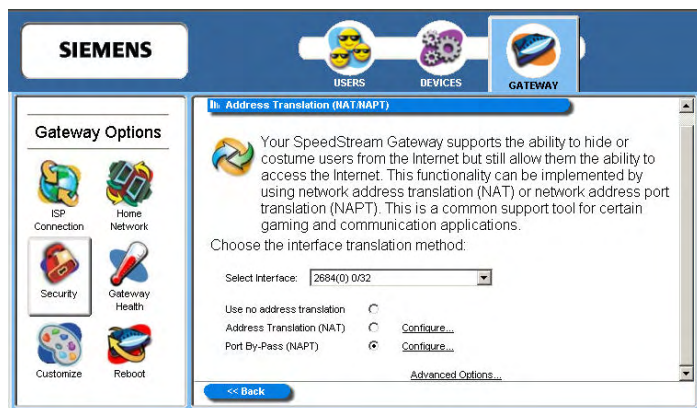 SIEMENS
USERS
DEVICES
GATEWAY
Gateway Options
ISP
Connection
Home
Network
Security
Gateway
Health
Customize
Reboot
Address Translation (NAT/NAPT)
Your SpeedStream Gateway supports the ability to hide or
costume users from the Internet but still allow them the ability to
access the Internet. This functionality can be implemented by
using network address translation (NAT) or network address port
translation (NAPT). This is a common support tool for certain
gaming and communication applications.
Choose the interface translation method:
Select Interface: 2684(0) 0/32
Use no address translation
Address Translation (NAT) Configure...
Port By-Pass (NAPT) Configure...
Advanced Options...
<< Back